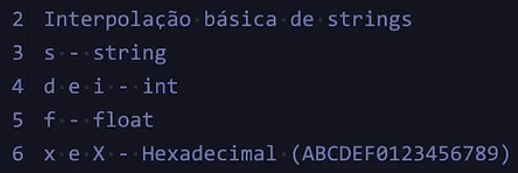 2 Interpolação básica de strings
3 s - string
4 d e i - int
5 f - float
6 x e X - Hexadecimal (ABCDEF0123456789)